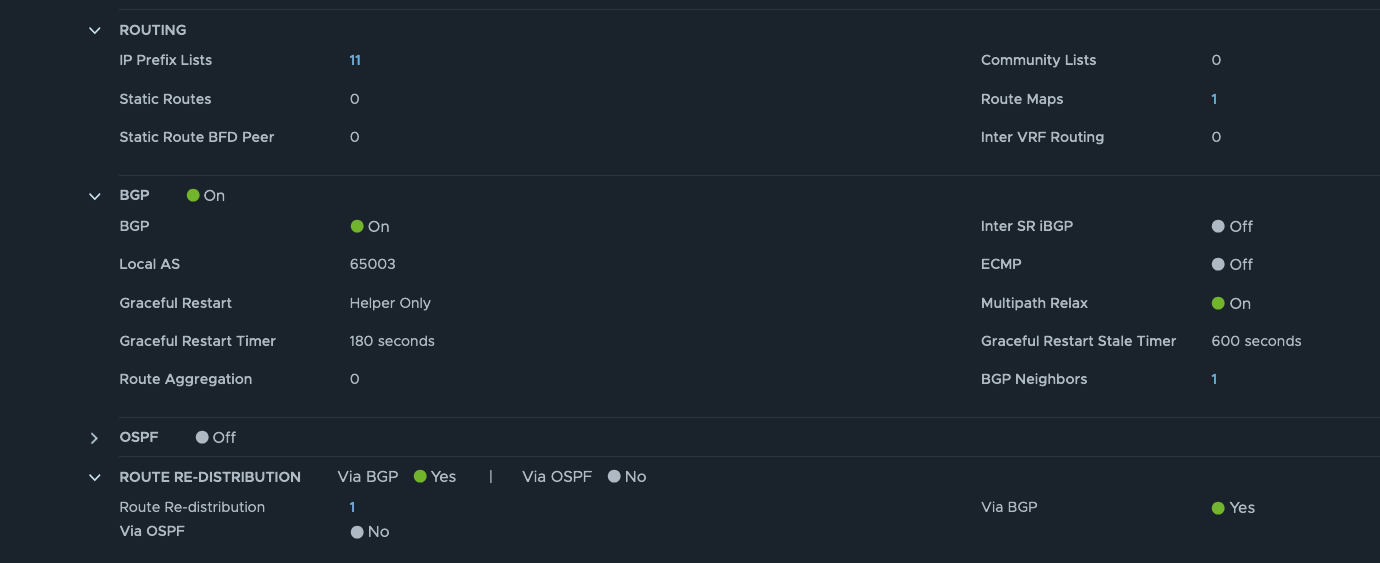 ROUTING
IP Prefix Lists 11 Community Lists 0
Static Routes 0 Route Maps 1
Static Route BFD Peer 0 Inter VRF Routing 0
BGP On
BGP On Inter SR iBGP Off
Local AS 65003 ECMP Off
Graceful Restart Helper Only Multipath Relax On
Graceful Restart Timer 180 seconds Graceful Restart Stale Timer 600 seconds
Route Aggregation 0 BGP Neighbors 1
OSPF Off
ROUTE RE-DISTRIBUTION Via BGP Yes | Via OSPF No
Route Re-distribution 1 Via BGP Yes
Via OSPF No